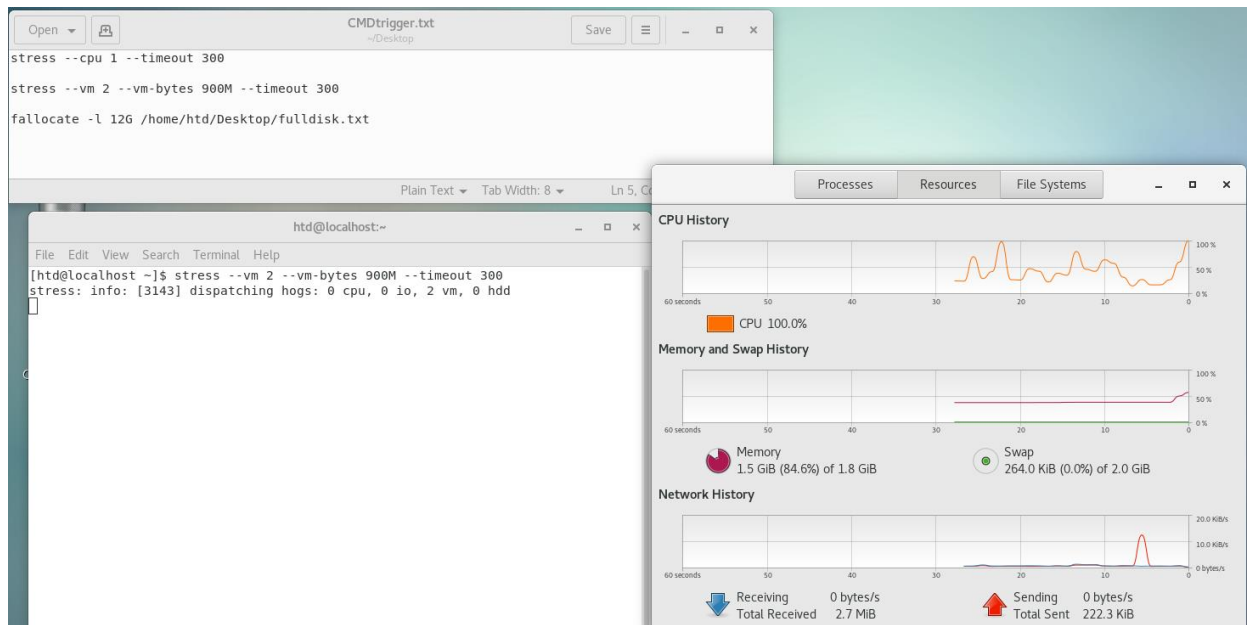 Open
CMDtrigger.txt
~/Desktop
Save
stress --cpu 1 --timeout 300
stress --vm 2 --vm-bytes 900M --timeout 300
fallocate -l 12G /home/htd/Desktop/fulldisk.txt
Plain Text Tab Width: 8 Ln 5, Co
htd@localhost:~
File Edit View Search Terminal Help
[htd@localhost ~]$ stress --vm 2 --vm-bytes 900M --timeout 300
stress: info: [3143] dispatching hogs: 0 cpu, 0 io, 2 vm, 0 hdd
Processes Resources File Systems
CPU History
100 %
50 %
0 %
60 seconds 50 40 30 20 10 0
CPU 100.0%
Memory and Swap History
100 %
50 %
0 %
60 seconds 50 40 30 20 10 0
Memory
1.5 GiB (84.6%) of 1.8 GiB
Swap
264.0 KiB (0.0%) of 2.0 GiB
Network History
20.0 KiB/s
10.0 KiB/s
0 bytes/s
60 seconds 50 40 30 20 10 0
Receiving 0 bytes/s
Total Received 2.7 MiB
Sending 0 bytes/s
Total Sent 222.3 KiB